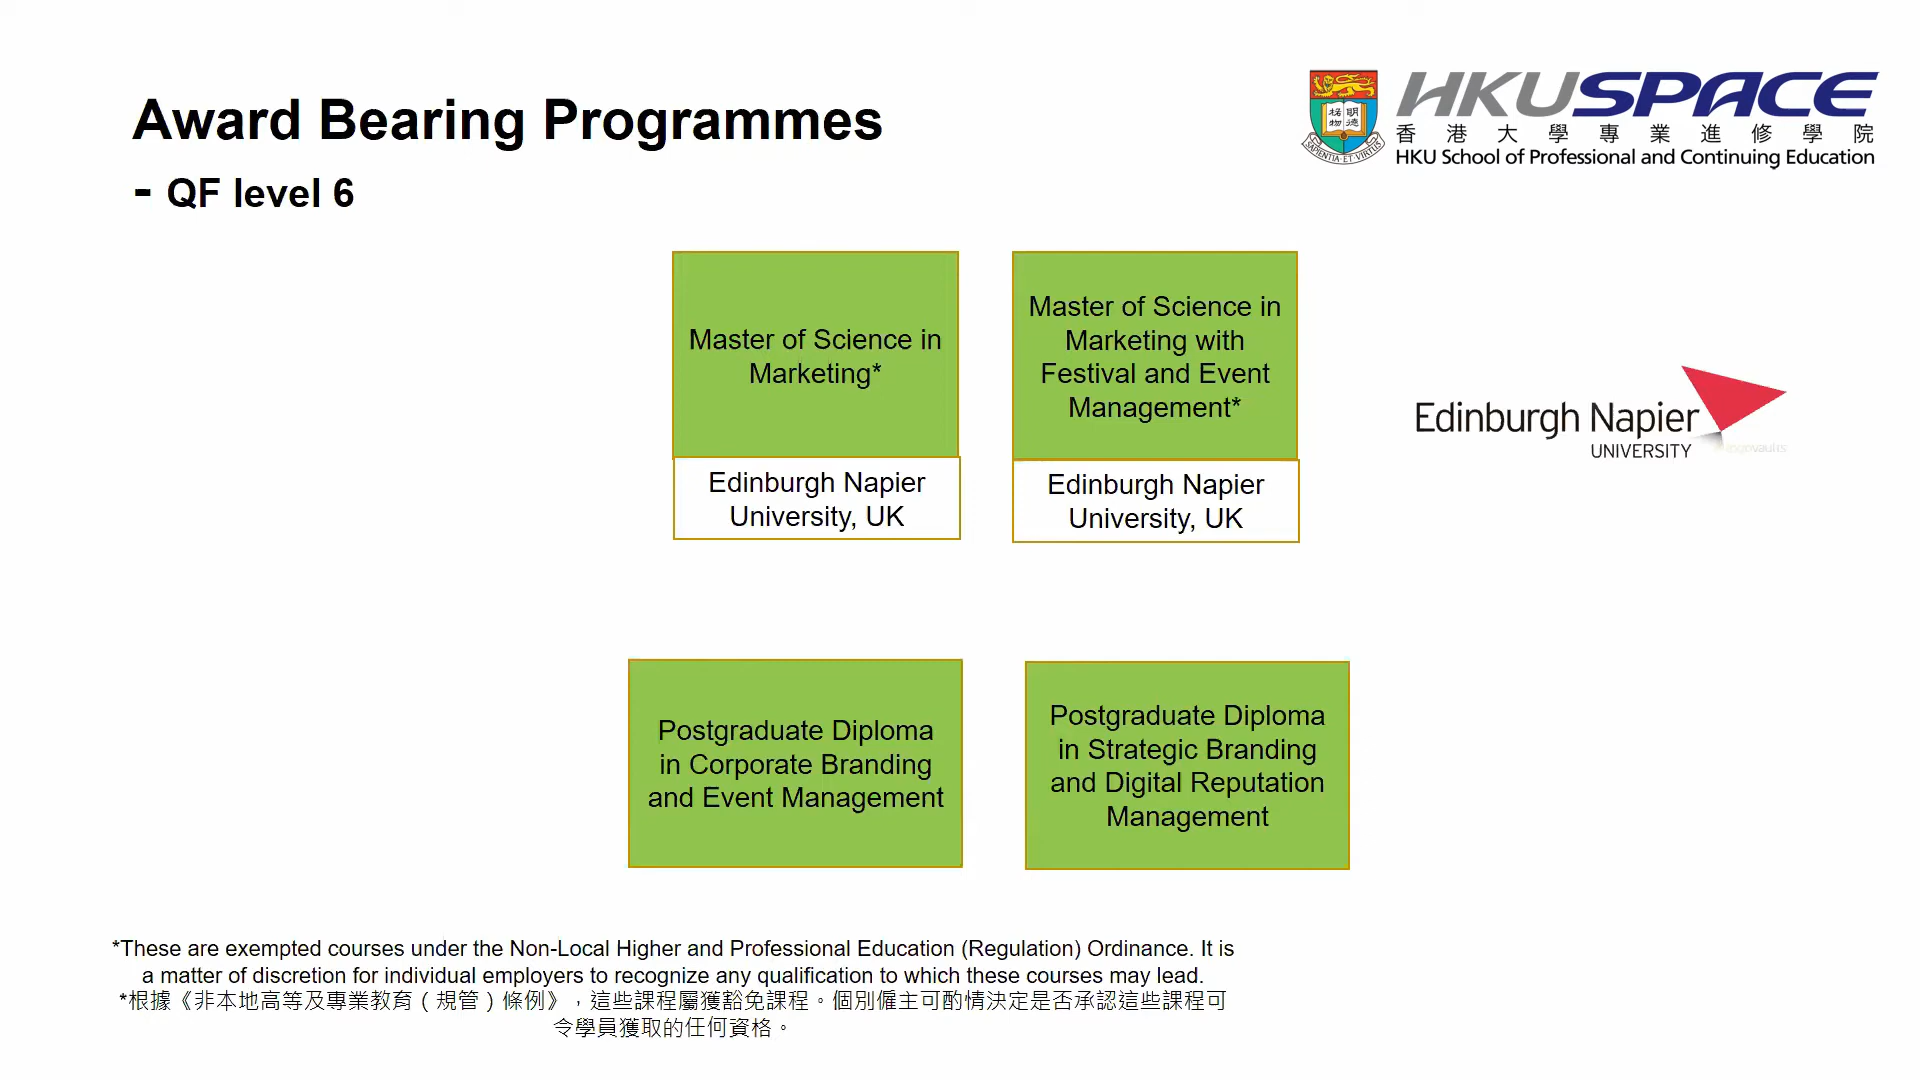 Award Bearing Programmes
- QF level 6
HKUSPACE
香港大學專業進修學院
HKU School of Professional and Continuing Education
明德
格物
SAPIENTIA·ET·VIRTUS
Master of Science in
Marketing*
Edinburgh Napier
University, UK
Master of Science in
Marketing with
Festival and Event
Management*
Edinburgh Napier
University, UK
Edinburgh Napier
UNIVERSITY
Postgraduate Diploma
in Corporate Branding
and Event Management
Postgraduate Diploma
in Strategic Branding
and Digital Reputation
Management
*These are exempted courses under the Non-Local Higher and Professional Education (Regulation) Ordinance. It is
a matter of discretion for individual employers to recognize any qualification to which these courses may lead.
*根據《非本地高等及專業教育（規管）條例》，這些課程屬獲豁免課程。個別僱主可酌情決定是否承認這些課程可
令學員獲取的任何資格。